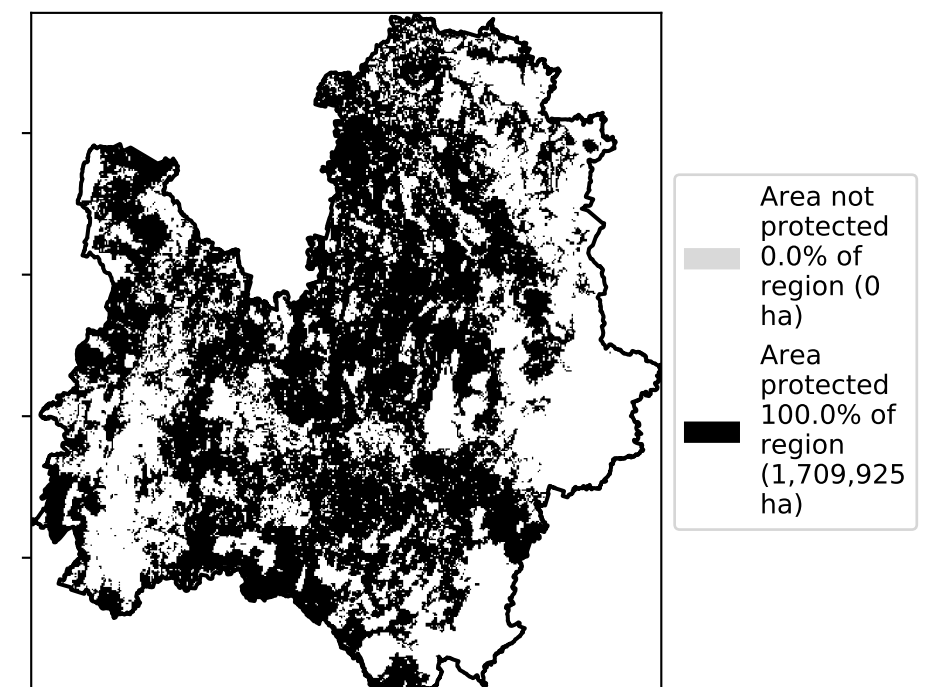 Area not
protected
0.0% of
region (0
ha)
Area
protected
100.0% of
region
(1,709,925
ha)